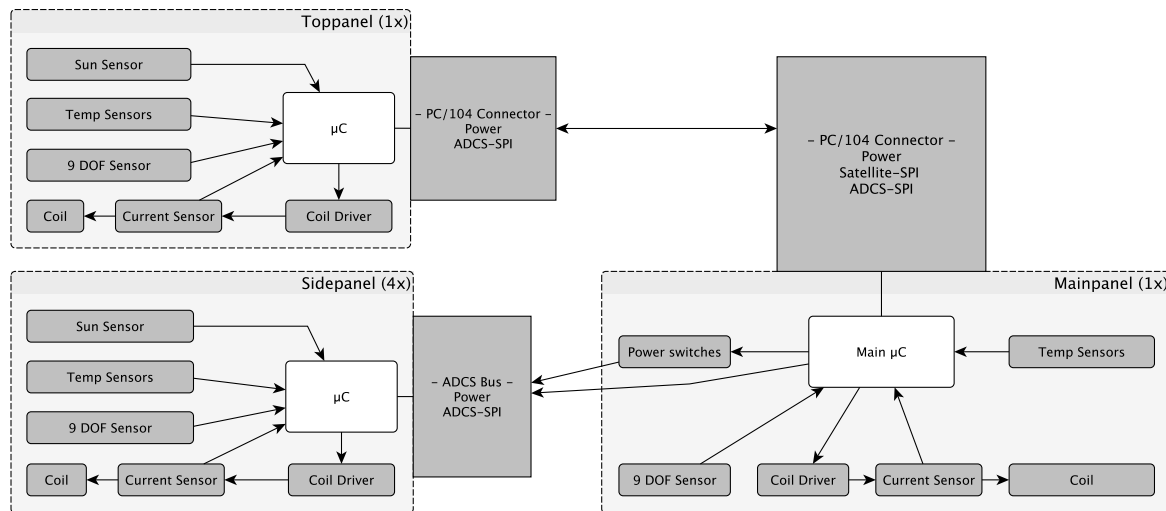 Toppanel (1x)
Sun Sensor
Temp Sensors
9 DOF Sensor
Coil
Current Sensor
Coil Driver
µC
– PC/104 Connector –
Power
ADCS–SPI
– PC/104 Connector –
Power
Satellite–SPI
ADCS–SPI
Sidepanel (4x)
Sun Sensor
Temp Sensors
9 DOF Sensor
Coil
Current Sensor
Coil Driver
µC
– ADCS Bus –
Power
ADCS–SPI
Mainpanel (1x)
Power switches
Main µC
Temp Sensors
9 DOF Sensor
Coil Driver
Current Sensor
Coil